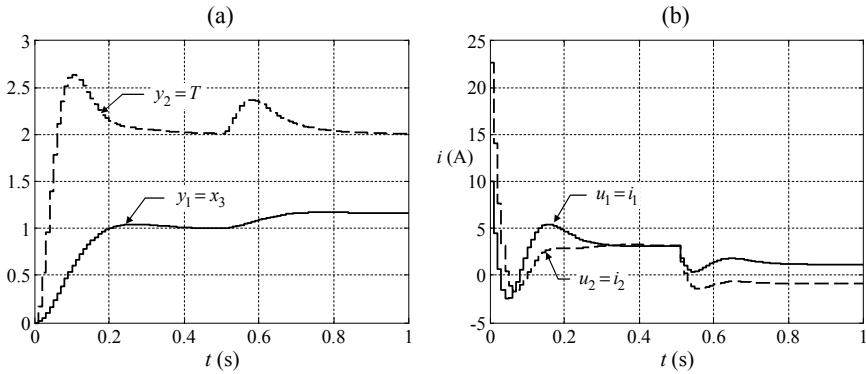 (a)
3
2.5
2
1.5
1
0.5
0
y₂ = T
y₁ = x₃
0 0.2 0.4 0.6 0.8 1
t (s)
(b)
25
20
15
i (A)
10
5
0
-5
u₁ = i₁
u₂ = i₂
0 0.2 0.4 0.6 0.8 1
t (s)